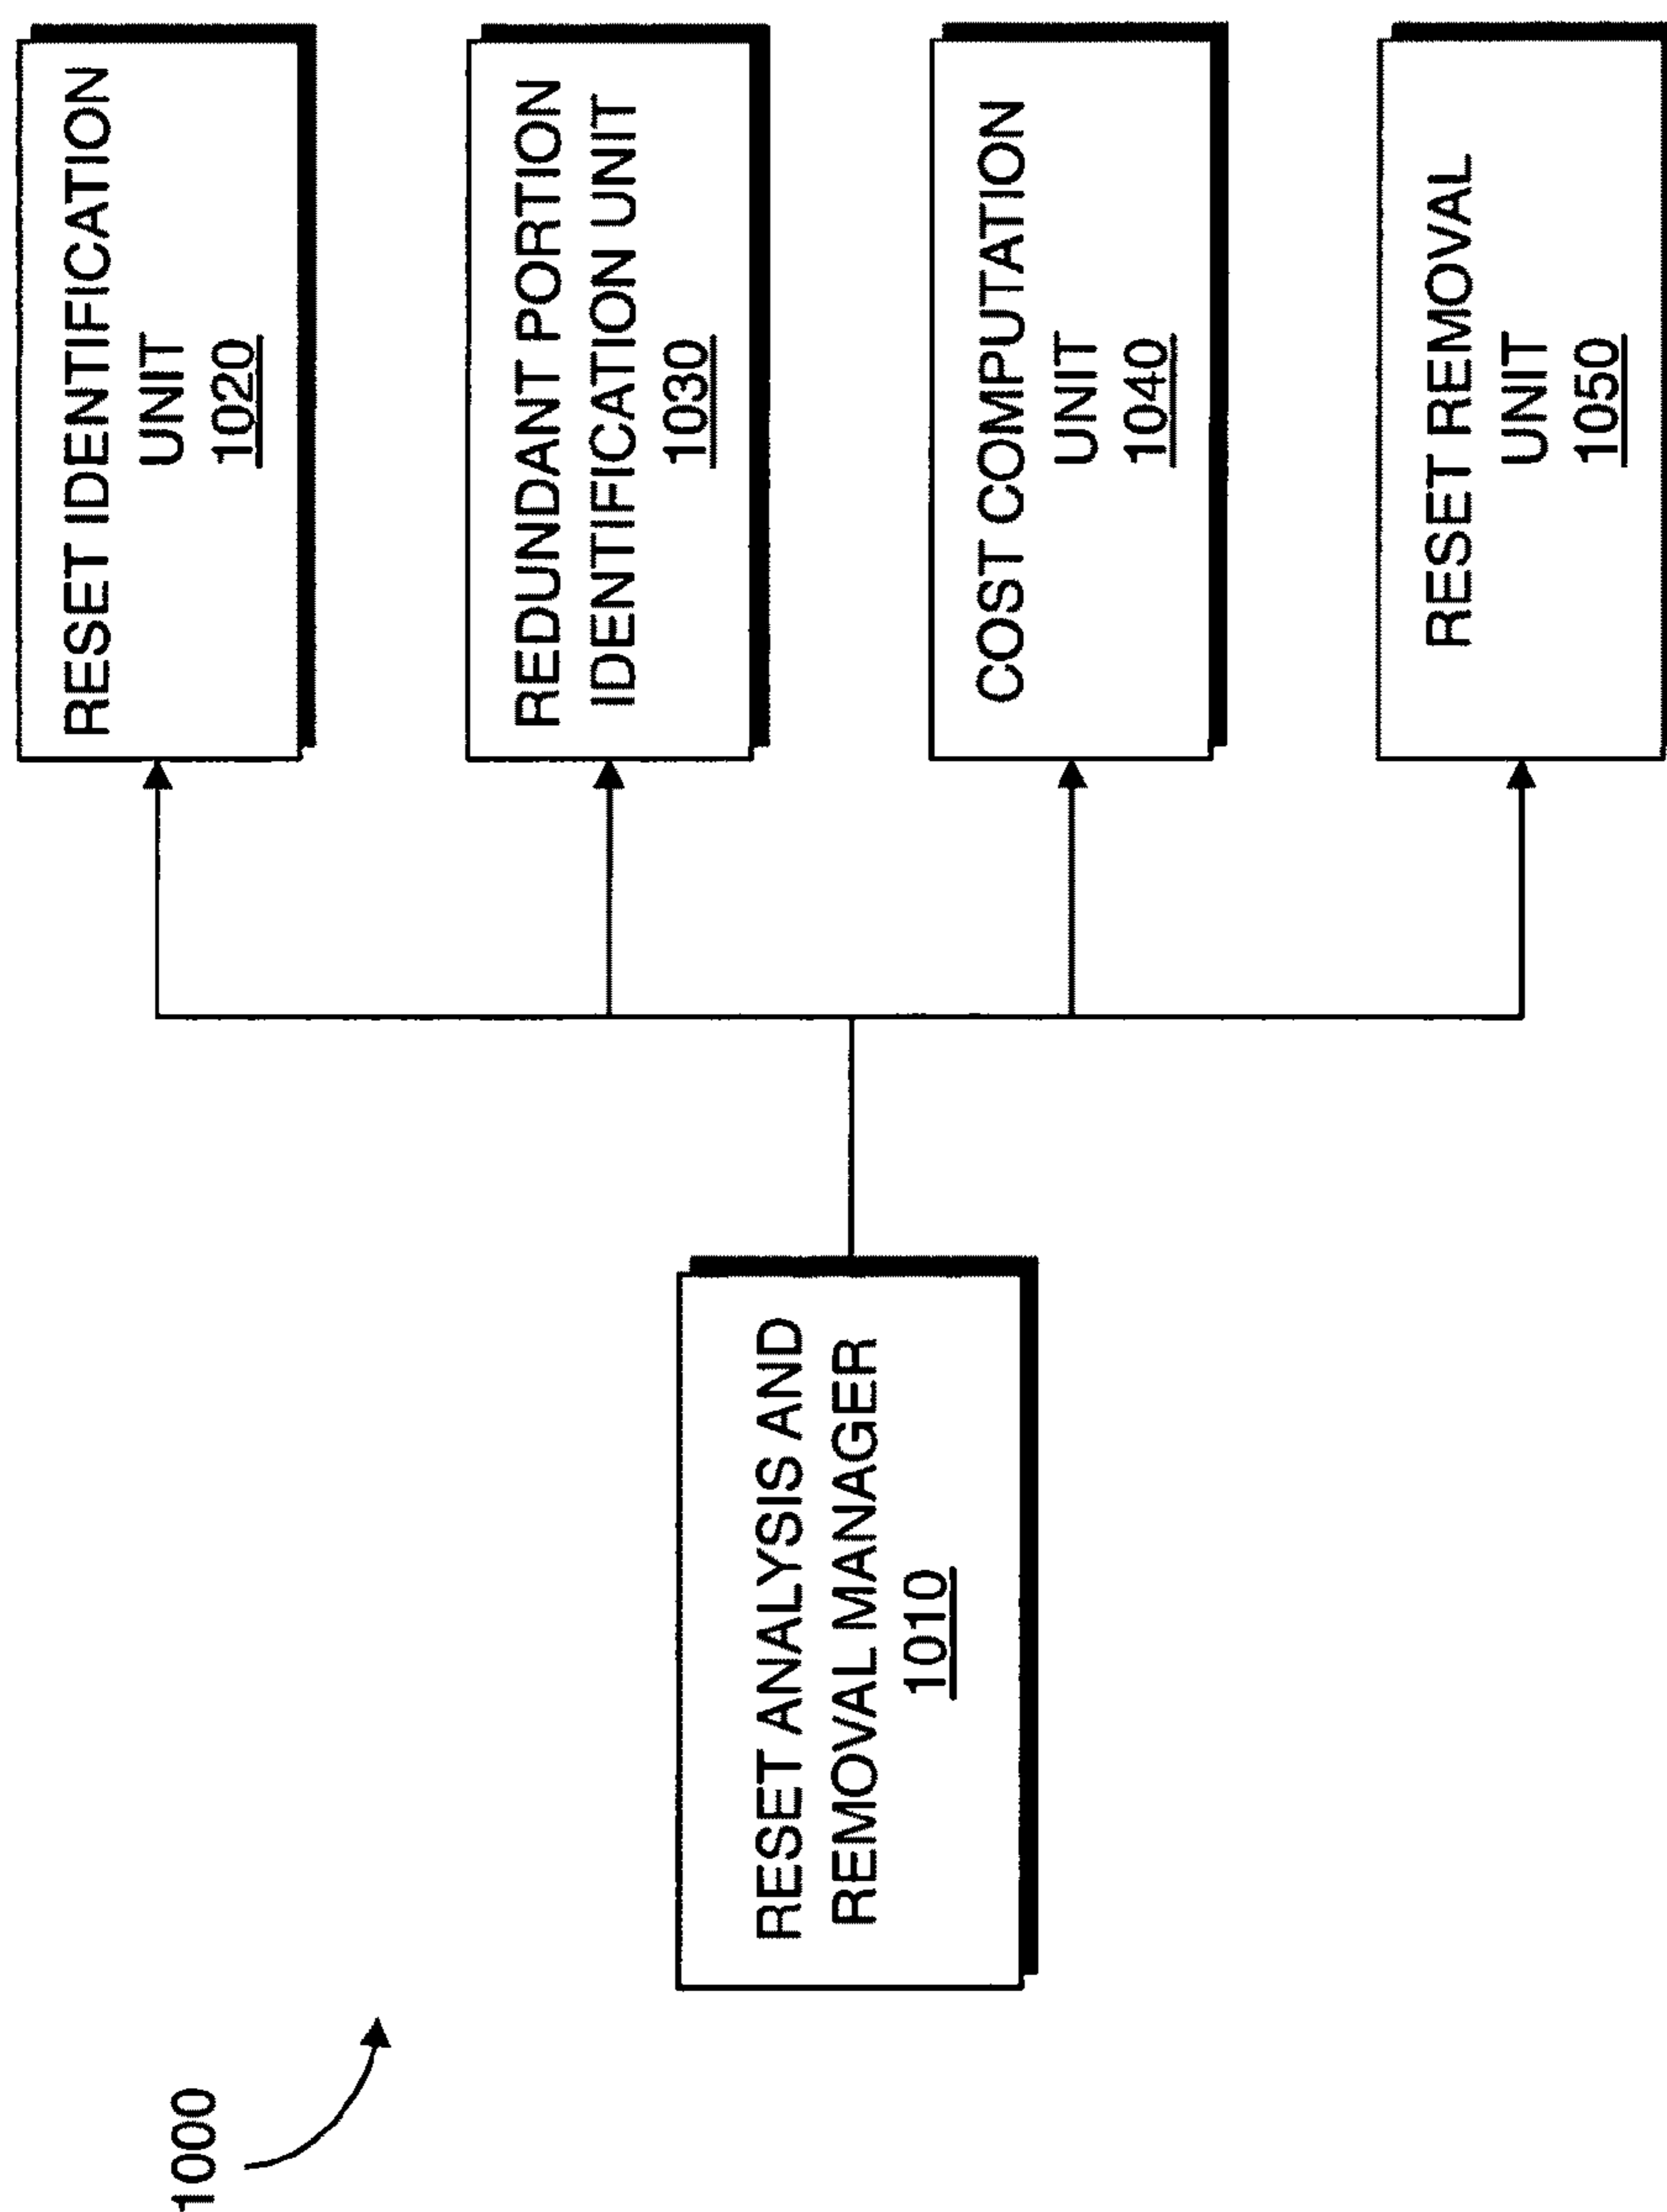 1000
RESET ANALYSIS AND
REMOVAL MANAGER
1010
RESET IDENTIFICATION
UNIT
1020
REDUNDANT PORTION
IDENTIFICATION UNIT
1030
COST COMPUTATION
UNIT
1040
RESET REMOVAL
UNIT
1050